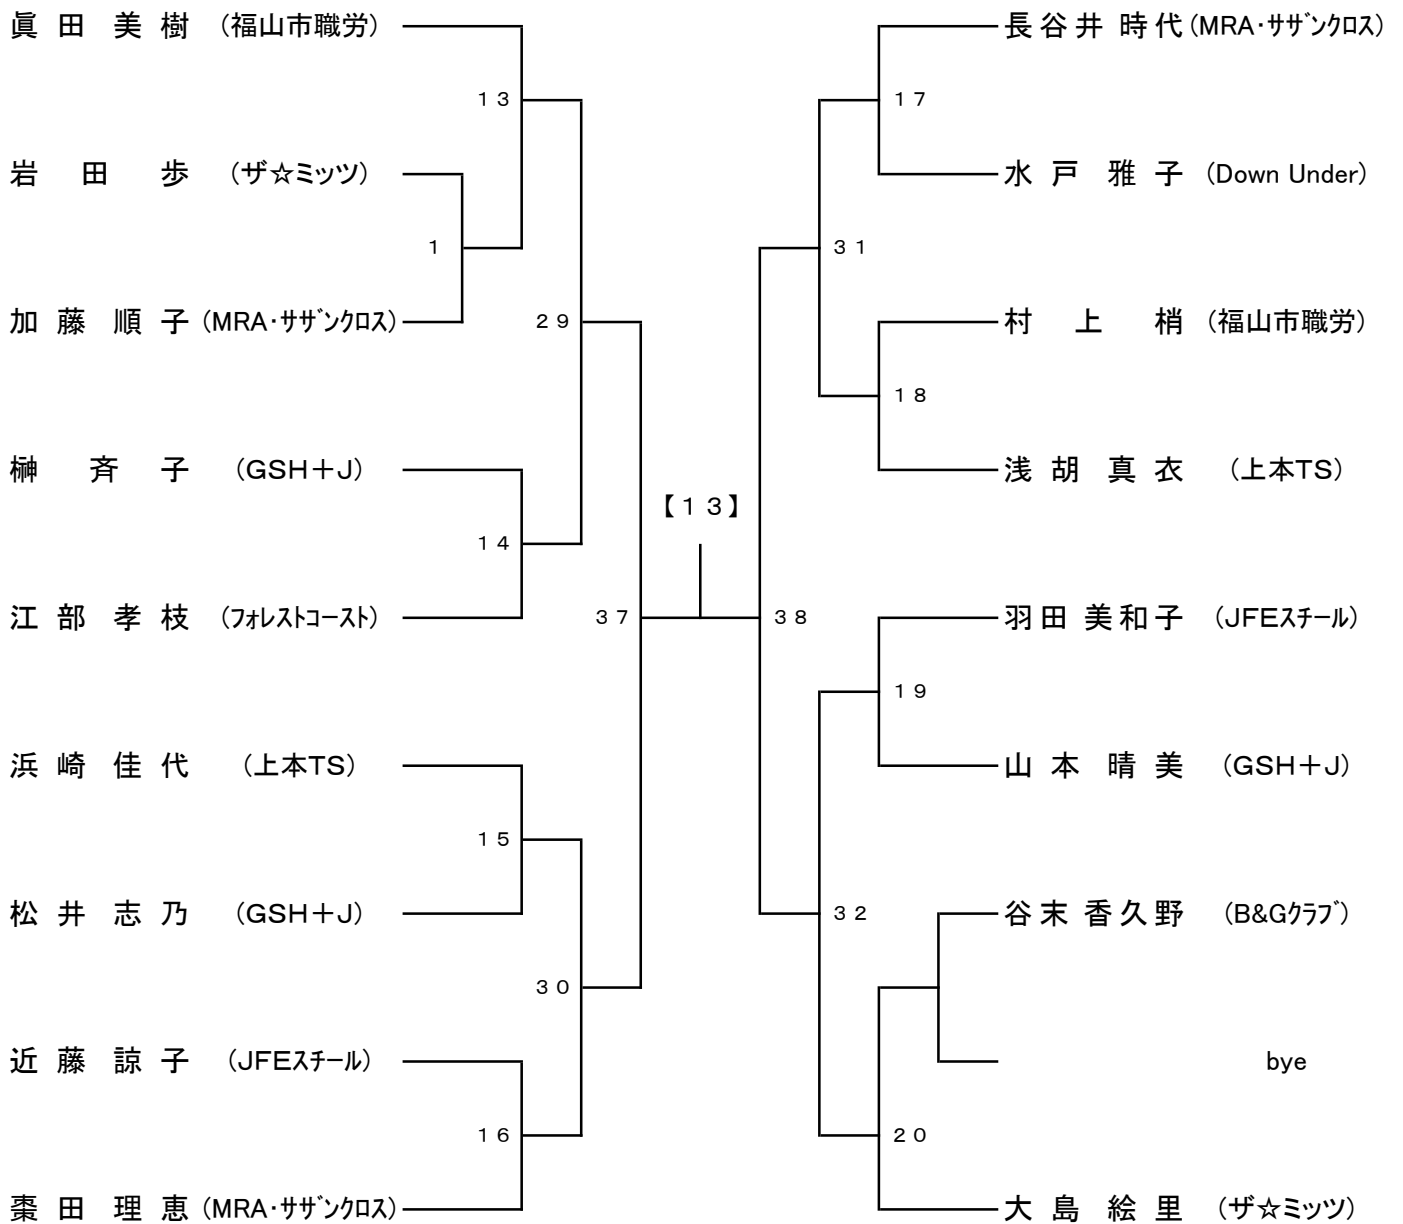 眞田 美樹 (福山市職労)
13
岩田 歩 (ザ☆ミッツ)
1
加藤 順子 (MRA・ｻｻﾞﾝｸﾛｽ)
29
榊 斉子 (GSH＋J)
14
江部 孝枝 (ﾌｫﾚｽﾄｺｰｽﾄ)
37
浜崎 佳代 (上本TS)
15
松井 志乃 (GSH＋J)
30
近藤 諒子 (JFEｽﾁｰﾙ)
16
棗田 理恵 (MRA・ｻｻﾞﾝｸﾛｽ)
【13】
長谷井 時代 (MRA・ｻｻﾞﾝｸﾛｽ)
17
水戸 雅子 (Down Under)
31
村上 梢 (福山市職労)
18
浅胡 真衣 (上本TS)
38
羽田 美和子 (JFEｽﾁｰﾙ)
19
山本 晴美 (GSH＋J)
32
谷末 香久野 (B&Gｸﾗﾌﾞ)
bye
20
大島 絵里 (ザ☆ミッツ)